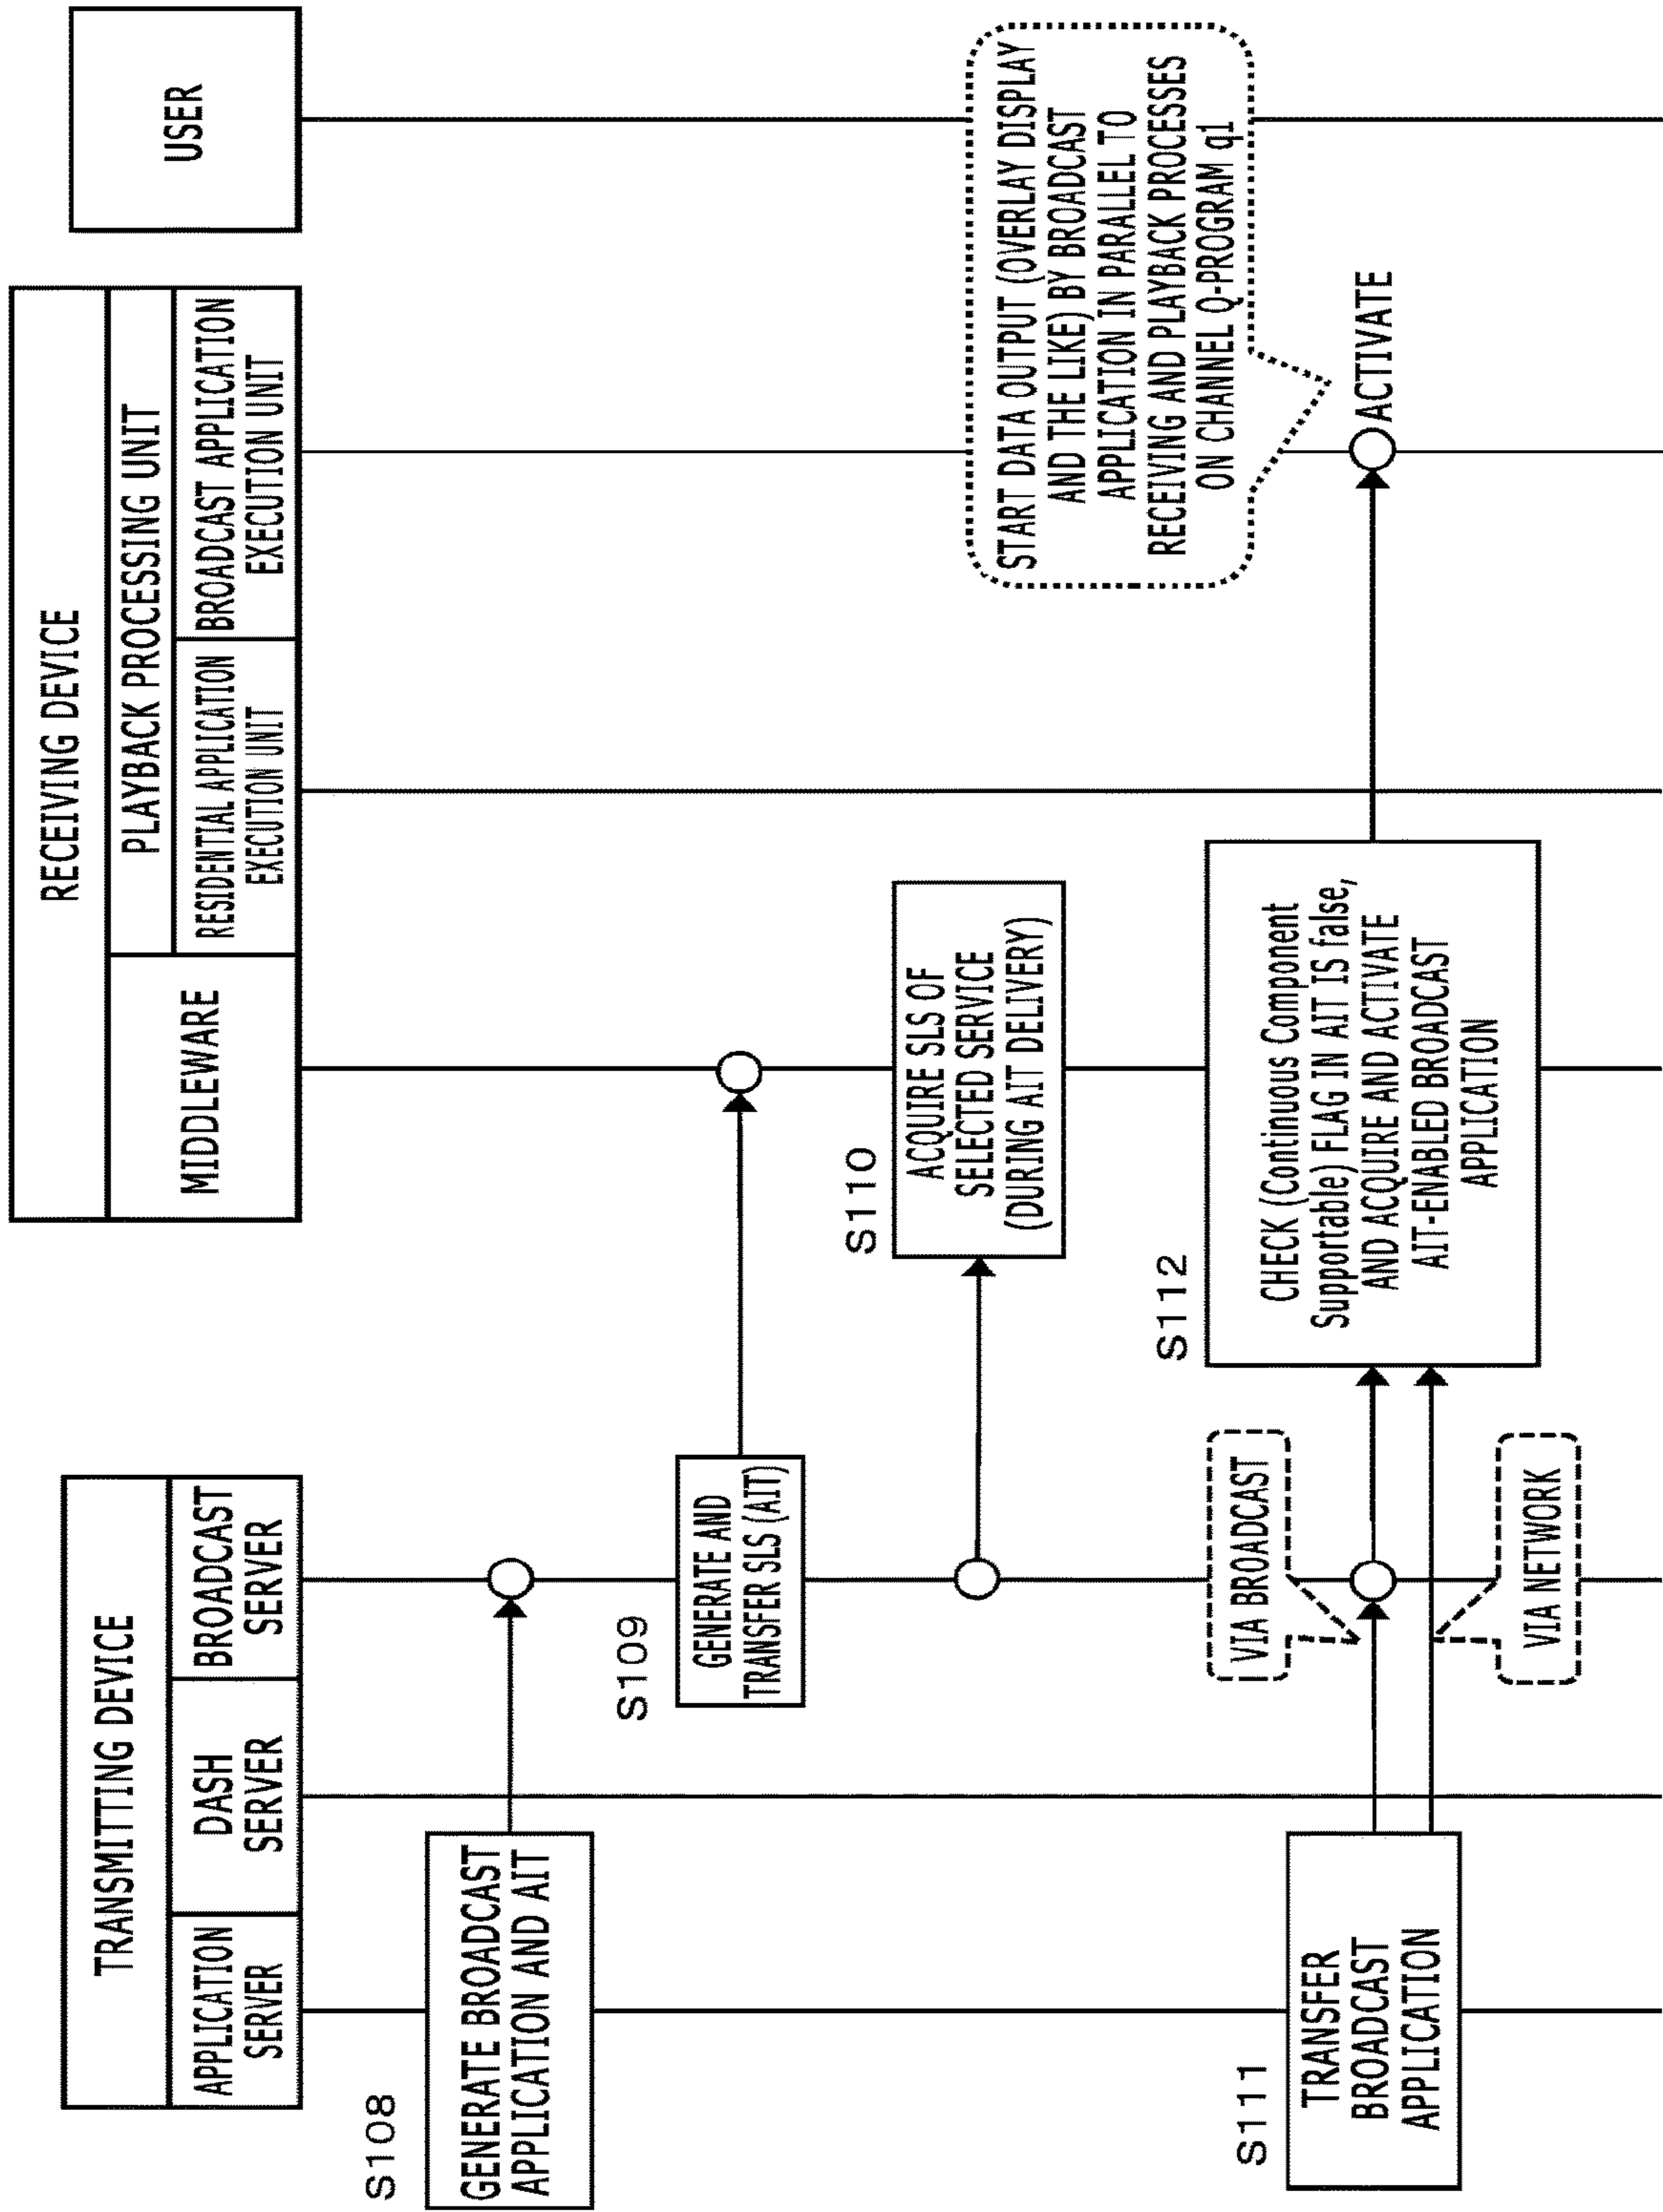 TRANSMITTING DEVICE
APPLICATION
SERVER
DASH
SERVER
BROADCAST
SERVER
RECEIVING DEVICE
MIDDLEWARE
PLAYBACK PROCESSING UNIT
RESIDENTIAL APPLICATION
EXECUTION UNIT
BROADCAST APPLICATION
EXECUTION UNIT
USER
S108
GENERATE BROADCAST
APPLICATION AND AIT
S109
GENERATE AND
TRANSFER SLS (AIT)
S110
ACQUIRE SLS OF
SELECTED SERVICE
(DURING AIT DELIVERY)
S111
TRANSFER
BROADCAST
APPLICATION
VIA BROADCAST
VIA NETWORK
S112
CHECK (Continuous Component
Supportable) FLAG IN AIT IS false,
AND ACQUIRE AND ACTIVATE
AIT-ENABLED BROADCAST
APPLICATION
ACTIVATE
START DATA OUTPUT (OVERLAY DISPLAY
AND THE LIKE) BY BROADCAST
APPLICATION IN PARALLEL TO
RECEIVING AND PLAYBACK PROCESSES
ON CHANNEL Q-PROGRAM q1